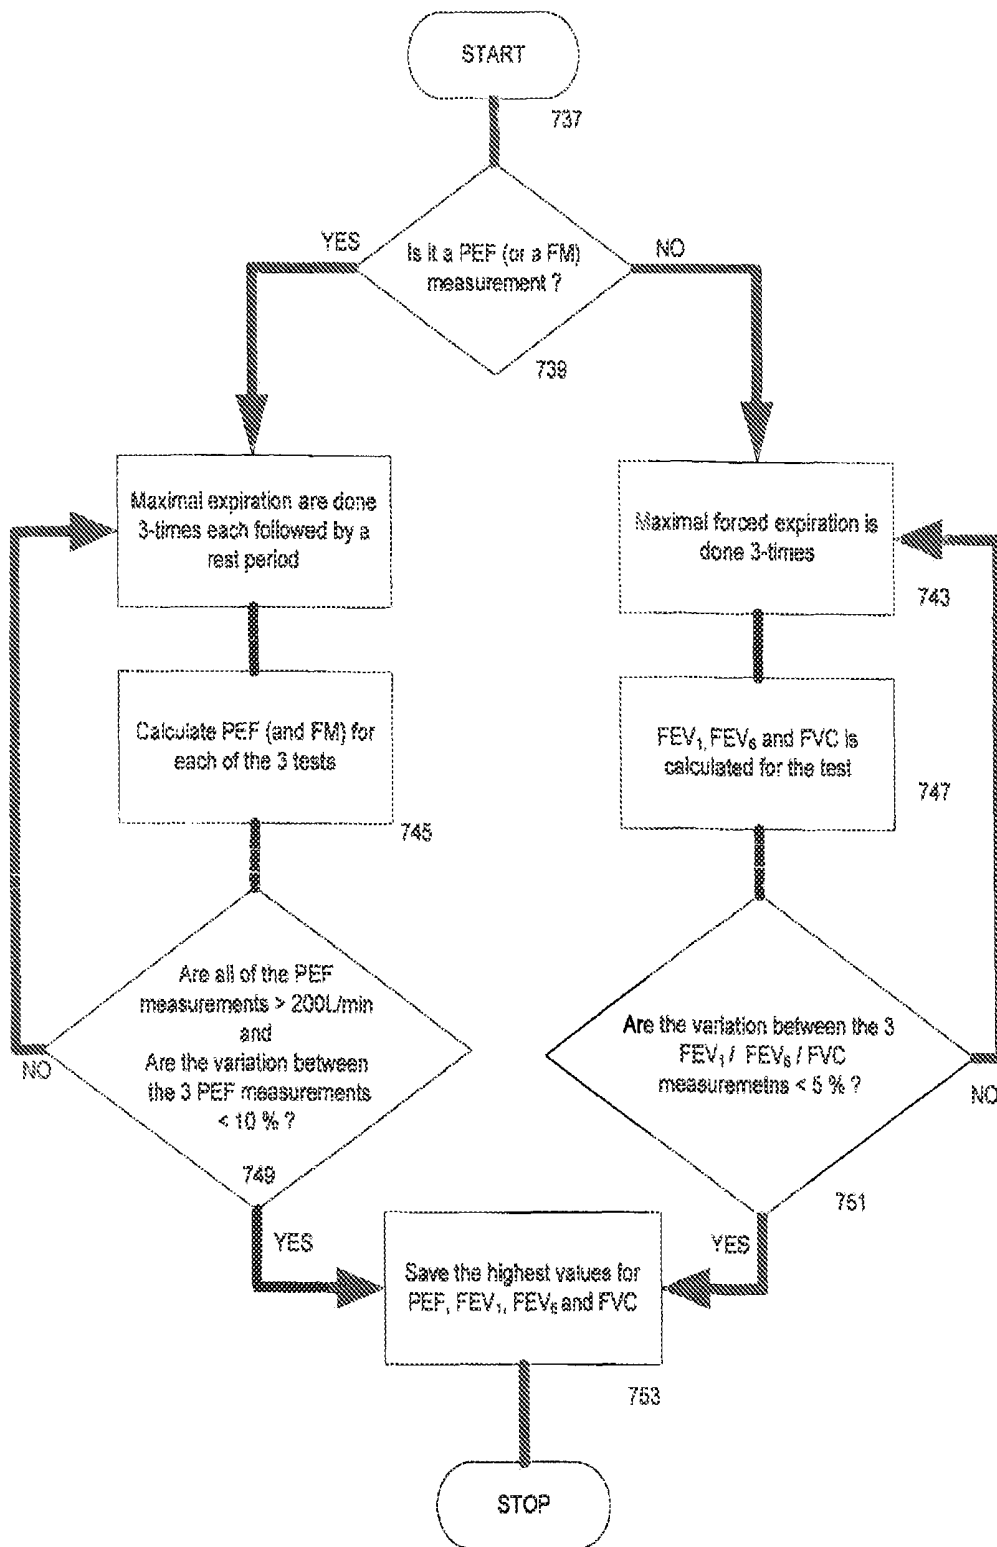 START
737
YES
Is it a PEF (or a FM)
measurement ?
NO
739
Maximal expiration are done
3-times each followed by a
rest period
Maximal forced expiration is
done 3-times
743
Calculate PEF (and FM) for
each of the 3 tests
745
FEV₁, FEV₆ and FVC is
calculated for the test
747
Are all of the PEF
measurements > 200L/min
and
Are the variation between
the 3 PEF measurements
< 10 % ?
NO
749
YES
Are the variation between the 3
FEV₁ / FEV₆ / FVC
measuremetns < 5 % ?
NO
751
YES
Save the highest values for
PEF, FEV₁, FEV₆ and FVC
753
STOP